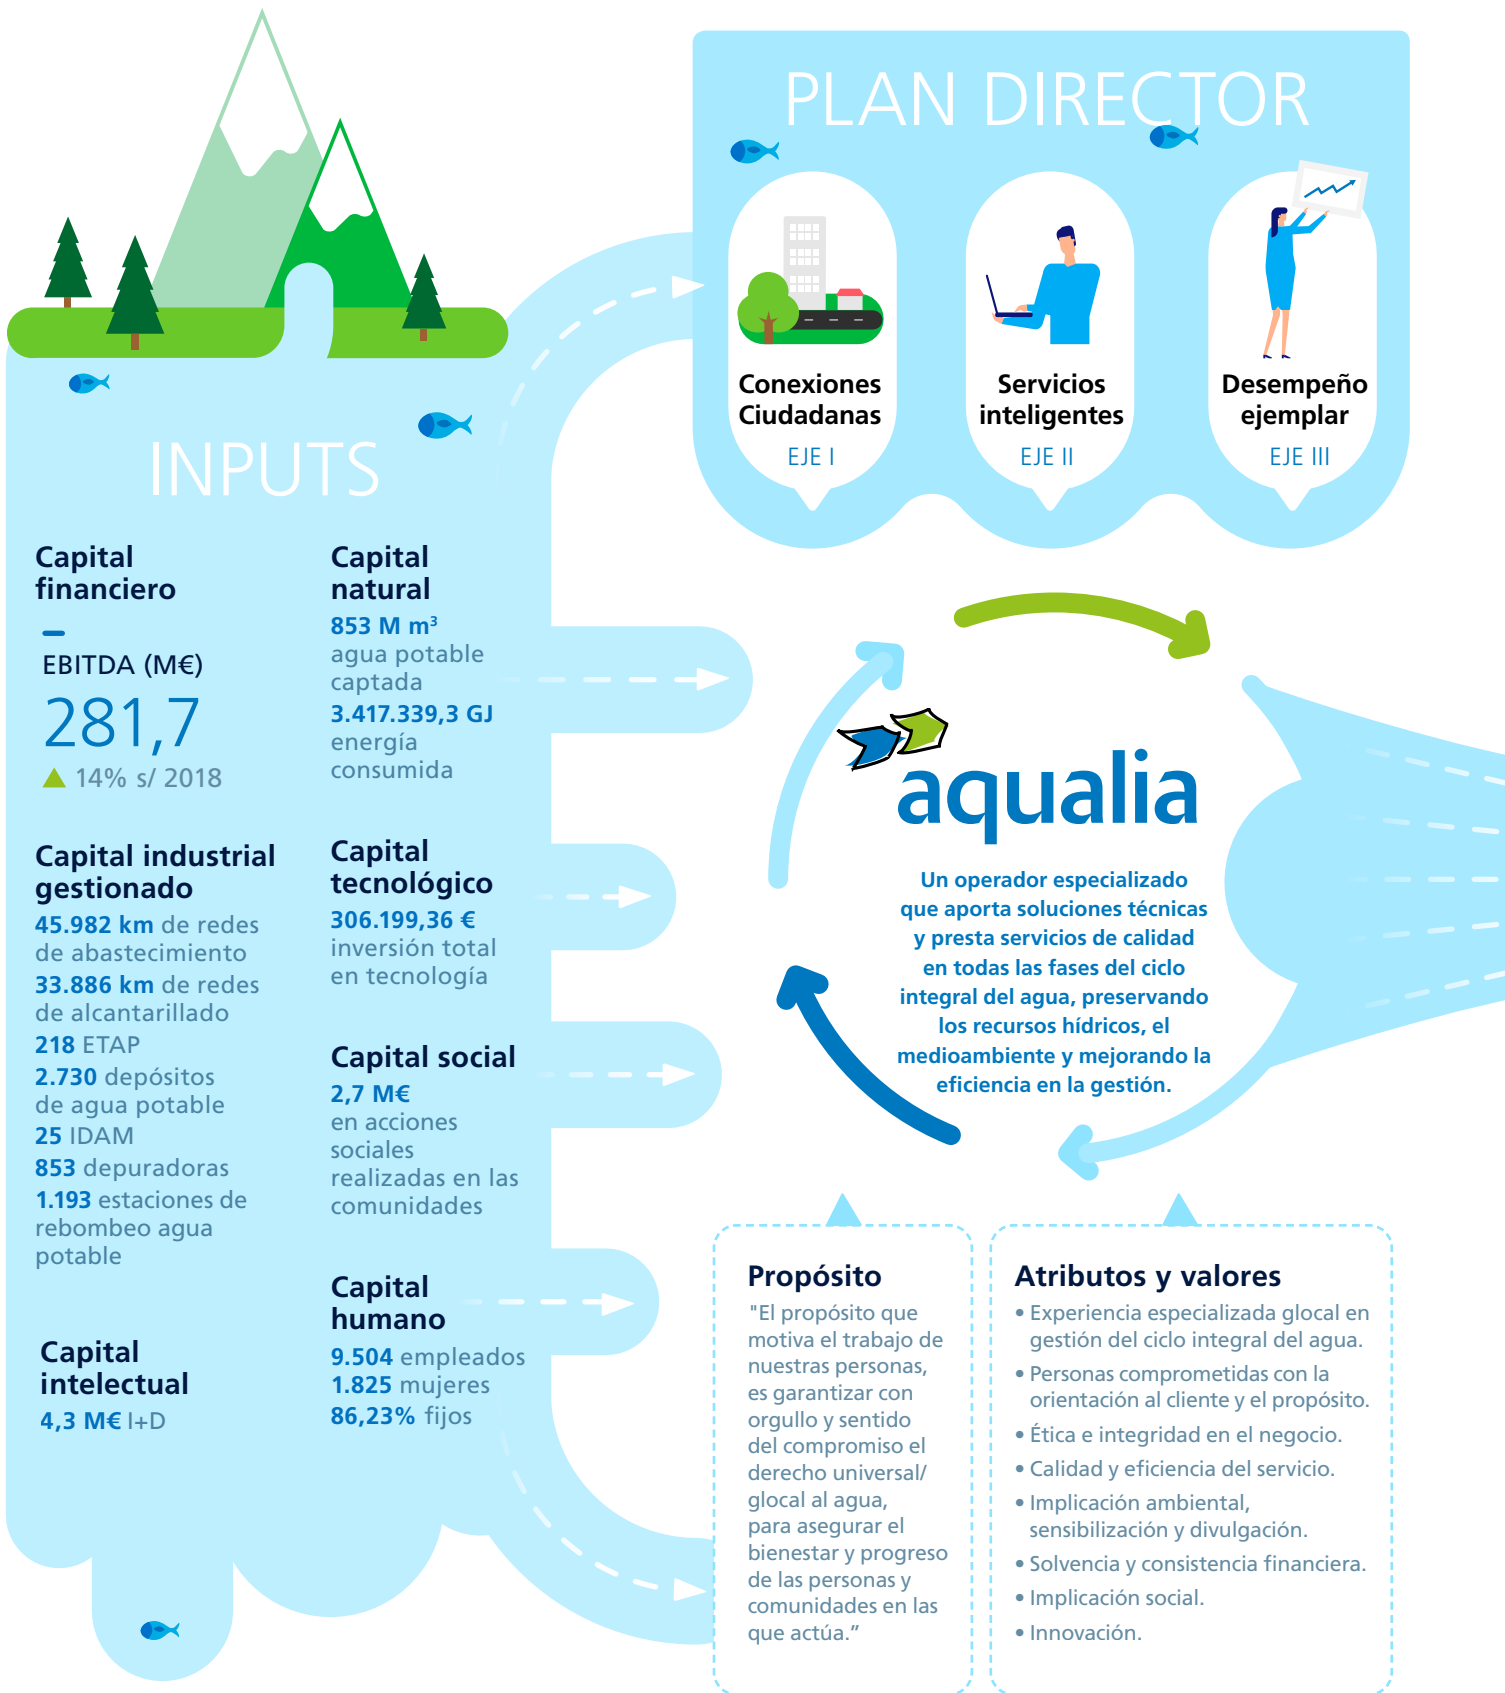 PLAN DIRECTOR
Conexiones
Ciudadanas
EJE I
Servicios
inteligentes
EJE II
Desempeño
ejemplar
EJE III
INPUTS
Capital
financiero
EBITDA (M€)
281,7
14% s/ 2018
Capital industrial
gestionado
45.982 km de redes
de abastecimiento
33.886 km de redes
de alcantarillado
218 ETAP
2.730 depósitos
de agua potable
25 IDAM
853 depuradoras
1.193 estaciones de
rebombeo agua
potable
Capital
intelectual
4,3 M€ I+D
Capital
natural
853 M m³
agua potable
captada
3.417.339,3 GJ
energía
consumida
Capital
tecnológico
306.199,36 €
inversión total
en tecnología
Capital social
2,7 M€
en acciones
sociales
realizadas en las
comunidades
Capital
humano
9.504 empleados
1.825 mujeres
86,23% fijos
aqualia
Un operador especializado
que aporta soluciones técnicas
y presta servicios de calidad
en todas las fases del ciclo
integral del agua, preservando
los recursos hídricos, el
medioambiente y mejorando la
eficiencia en la gestión.
Propósito
"El propósito que
motiva el trabajo de
nuestras personas,
es garantizar con
orgullo y sentido
del compromiso el
derecho universal/
glocal al agua,
para asegurar el
bienestar y progreso
de las personas y
comunidades en las
que actúa.”
Atributos y valores
• Experiencia especializada glocal en
gestión del ciclo integral del agua.
• Personas comprometidas con la
orientación al cliente y el propósito.
• Ética e integridad en el negocio.
• Calidad y eficiencia del servicio.
• Implicación ambiental,
sensibilización y divulgación.
• Solvencia y consistencia financiera.
• Implicación social.
• Innovación.